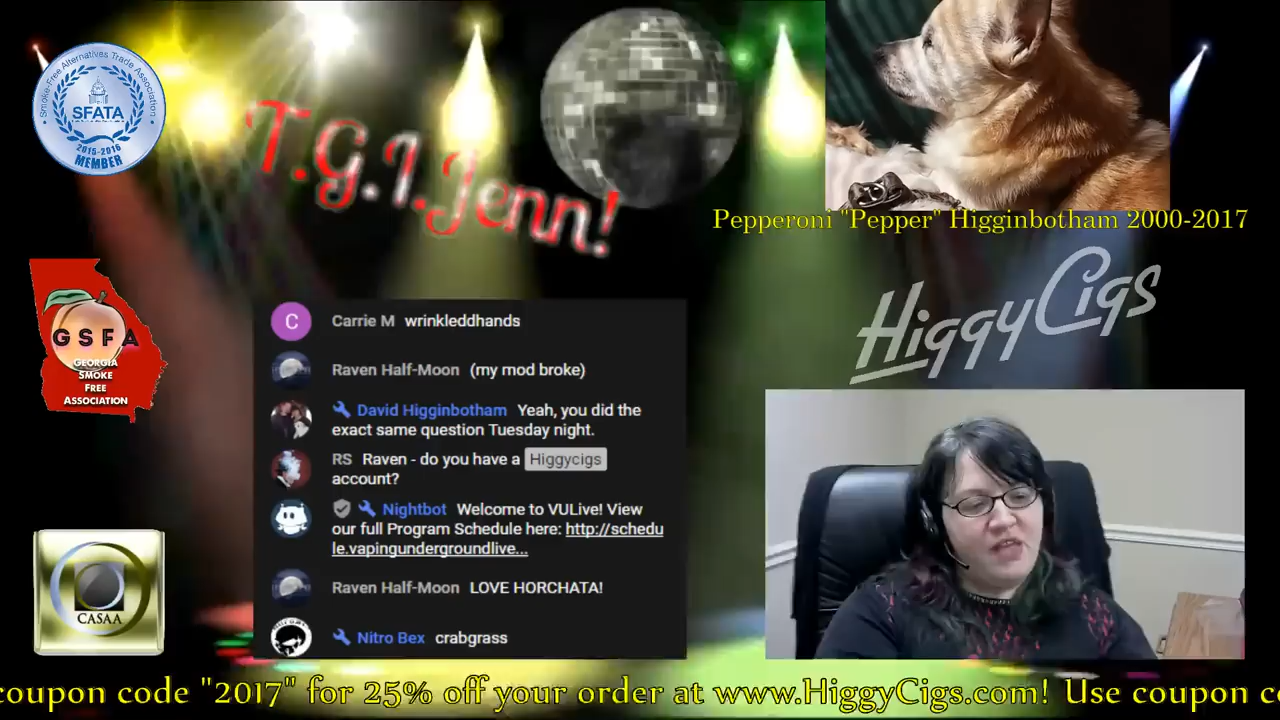 Smoke-Free Alternatives Trade Association
SFATA
2015-2016
MEMBER
T.G.I.Jenn!
Pepperoni "Pepper" Higginbotham 2000-2017
GSFA
GEORGIA
SMOKE
FREE
ASSOCIATION
HiggyCigs
C Carrie M wrinkleddhands
Raven Half-Moon (my mod broke)
David Higginbotham Yeah, you did the
exact same question Tuesday night.
RS Raven - do you have a Higgycigs
account?
Nightbot Welcome to VULive! View
our full Program Schedule here: http://schedu
le.vapingundergroundlive...
Raven Half-Moon LOVE HORCHATA!
Nitro Bex crabgrass
CASAA
coupon code "2017" for 25% off your order at www.HiggyCigs.com! Use coupon co